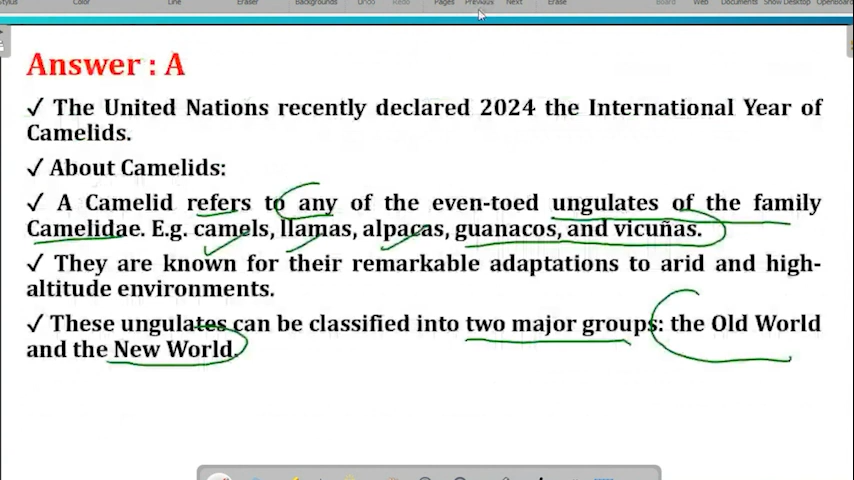 Stylus Line Eraser Backgrounds Undo Redo Pages Previous Next Erase Board Web Documents Show Desktop OpenBoard
Answer : A
✓ The United Nations recently declared 2024 the International Year of
Camelids.
✓ About Camelids:
✓ A Camelid refers to any of the even-toed ungulates of the family
Camelidae. E.g. camels, llamas, alpacas, guanacos, and vicuñas.
✓ They are known for their remarkable adaptations to arid and high-
altitude environments.
✓ These ungulates can be classified into two major groups: the Old World
and the New World.